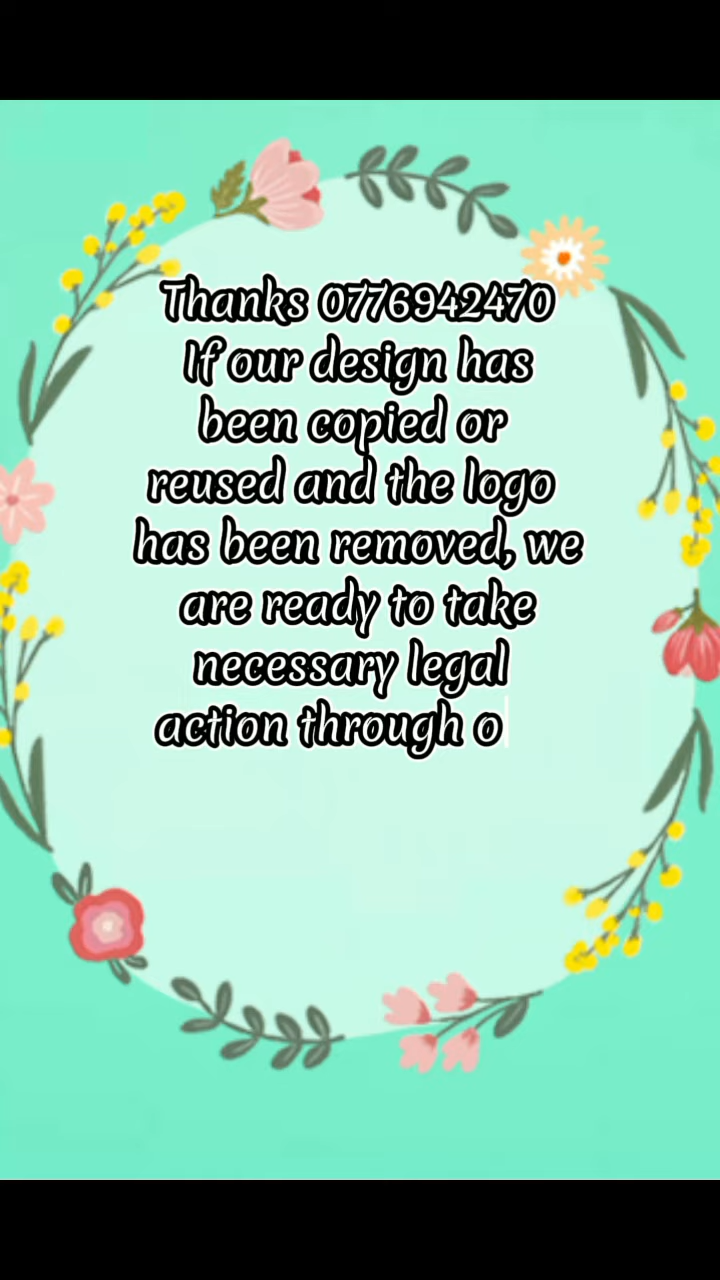 Thanks 0776942470
If our design has
been copied or
reused and the logo
has been removed, we
are ready to take
necessary legal
action through o